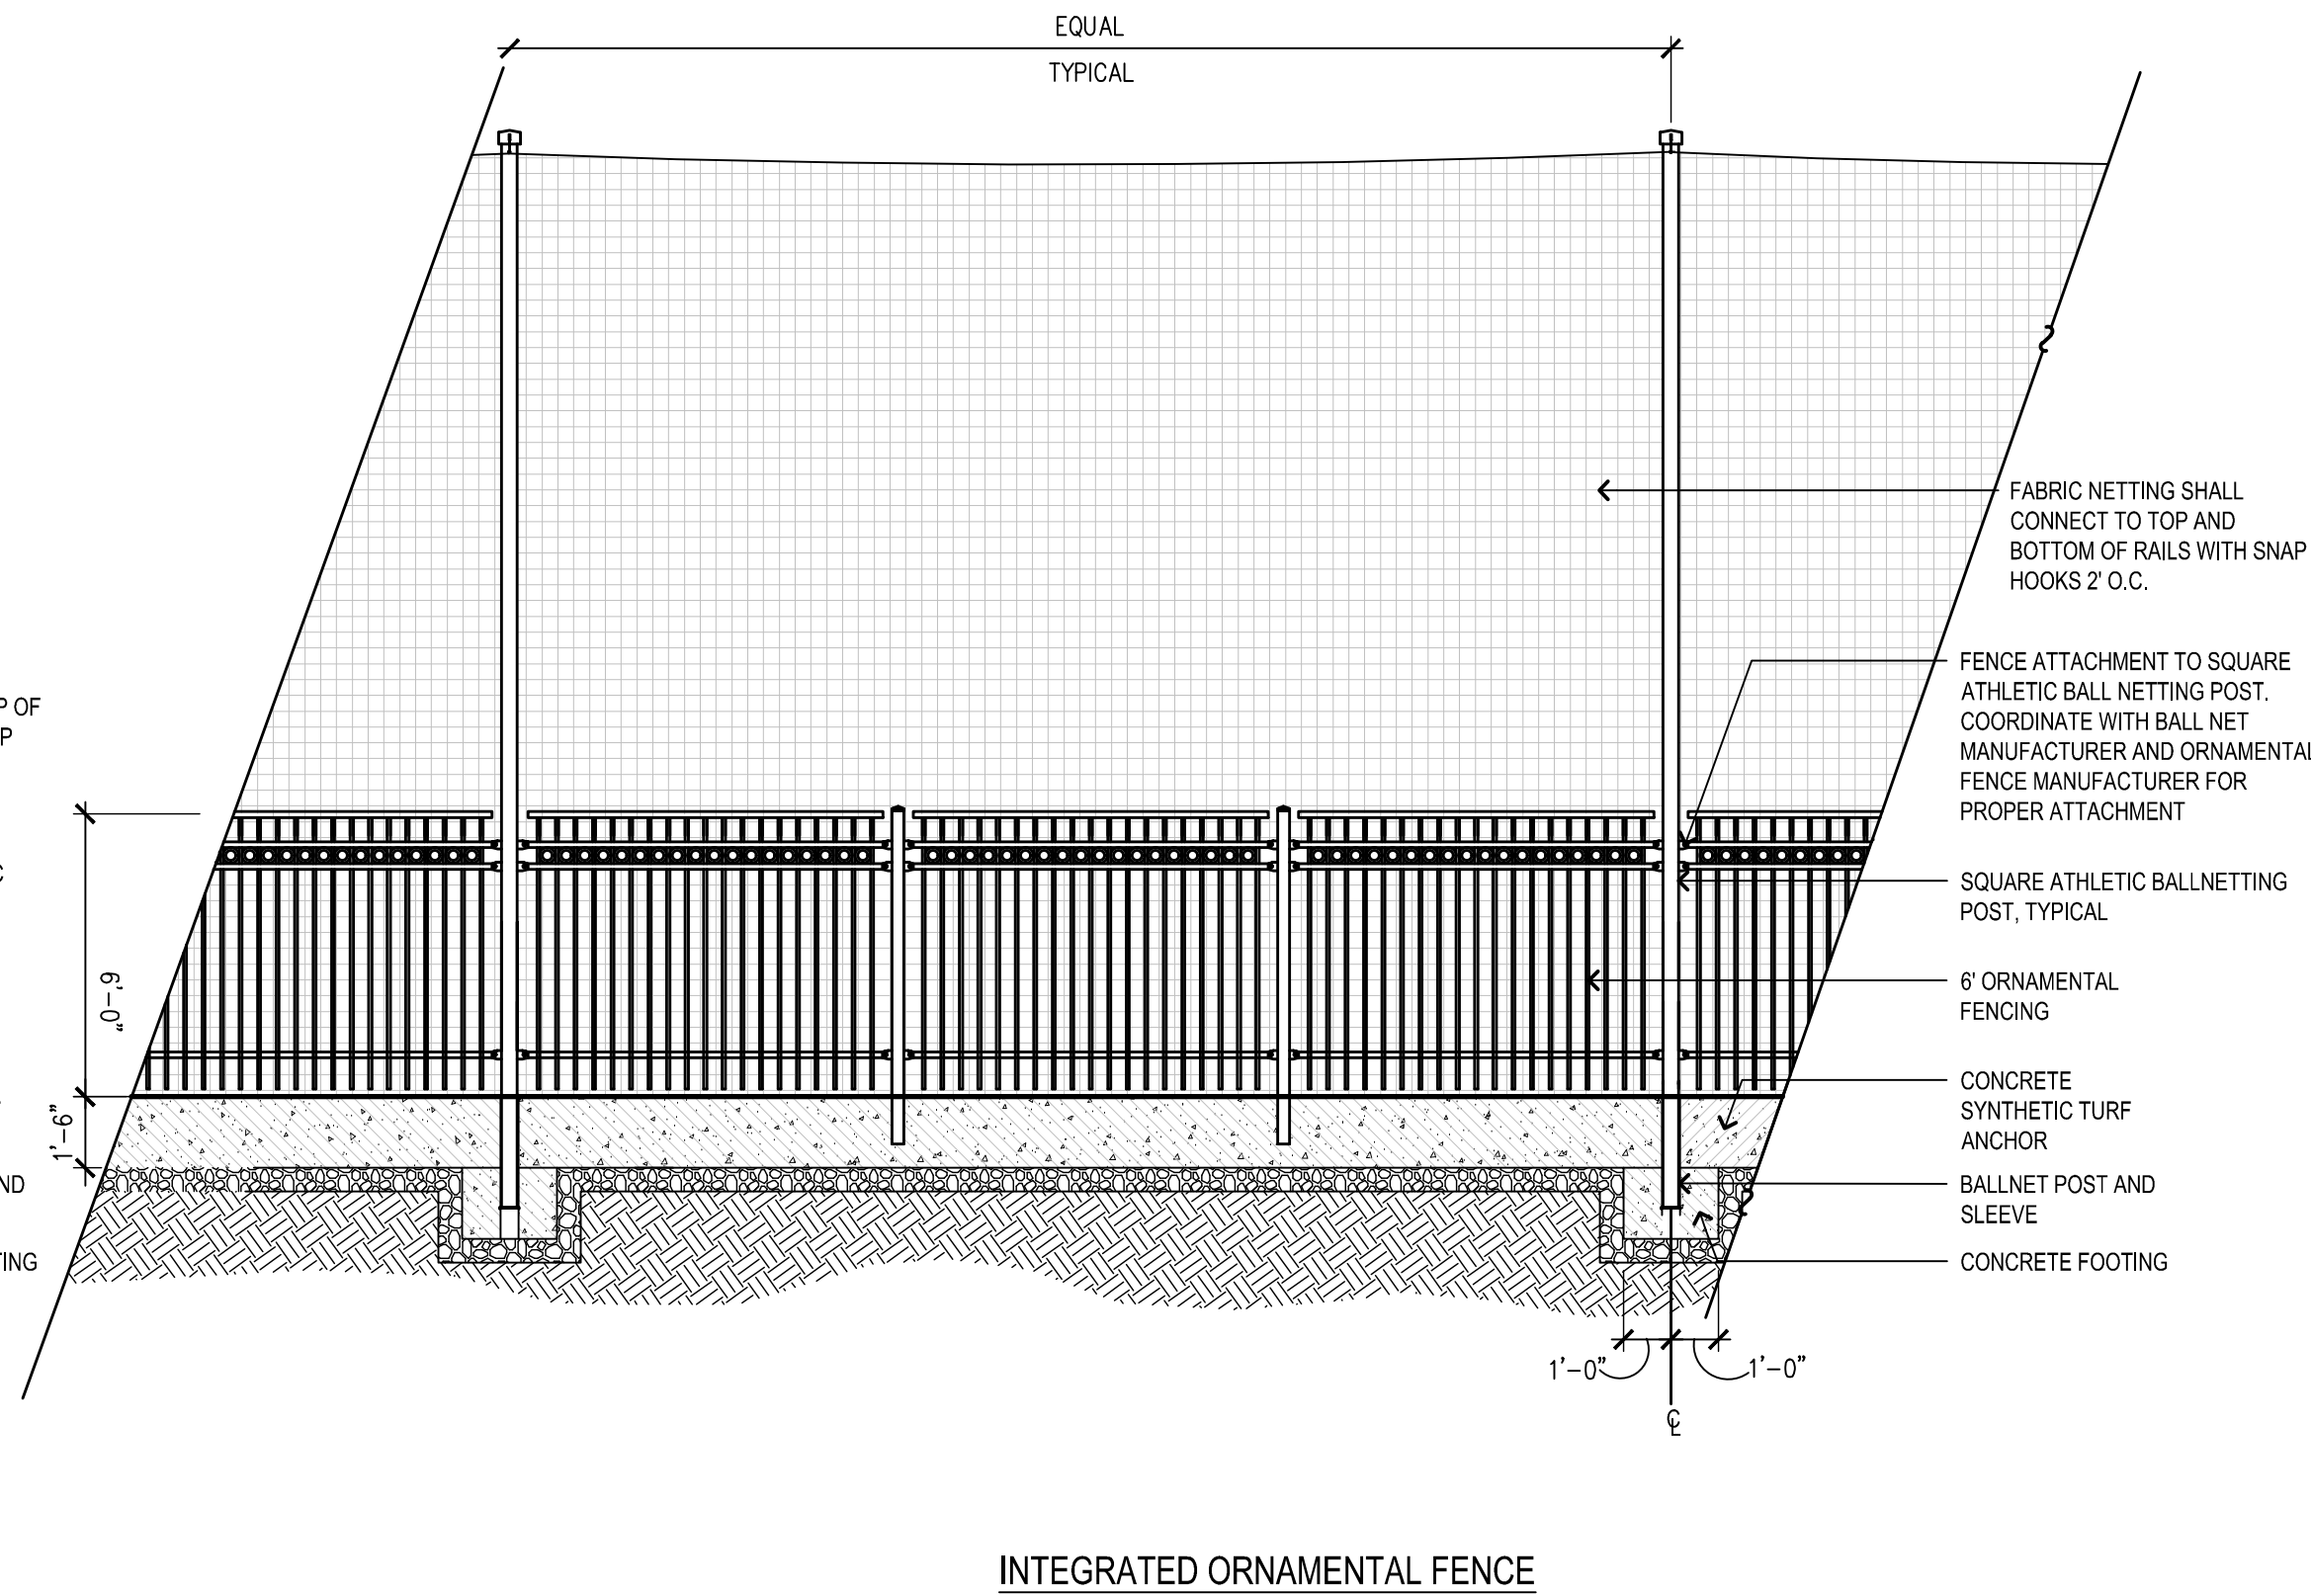 EQUAL
TYPICAL
FABRIC NETTING SHALL
CONNECT TO TOP AND
BOTTOM OF RAILS WITH SNAP
HOOKS 2' O.C.
FENCE ATTACHMENT TO SQUARE
ATHLETIC BALL NETTING POST.
COORDINATE WITH BALL NET
MANUFACTURER AND ORNAMENTAL
FENCE MANUFACTURER FOR
PROPER ATTACHMENT
SQUARE ATHLETIC BALLNETTING
POST, TYPICAL
6' ORNAMENTAL
FENCING
CONCRETE
SYNTHETIC TURF
ANCHOR
BALLNET POST AND
SLEEVE
CONCRETE FOOTING
P OF
P
C
ND
TING
6'-0"
1'-6"
1'-0"
1'-0"
℄
INTEGRATED ORNAMENTAL FENCE